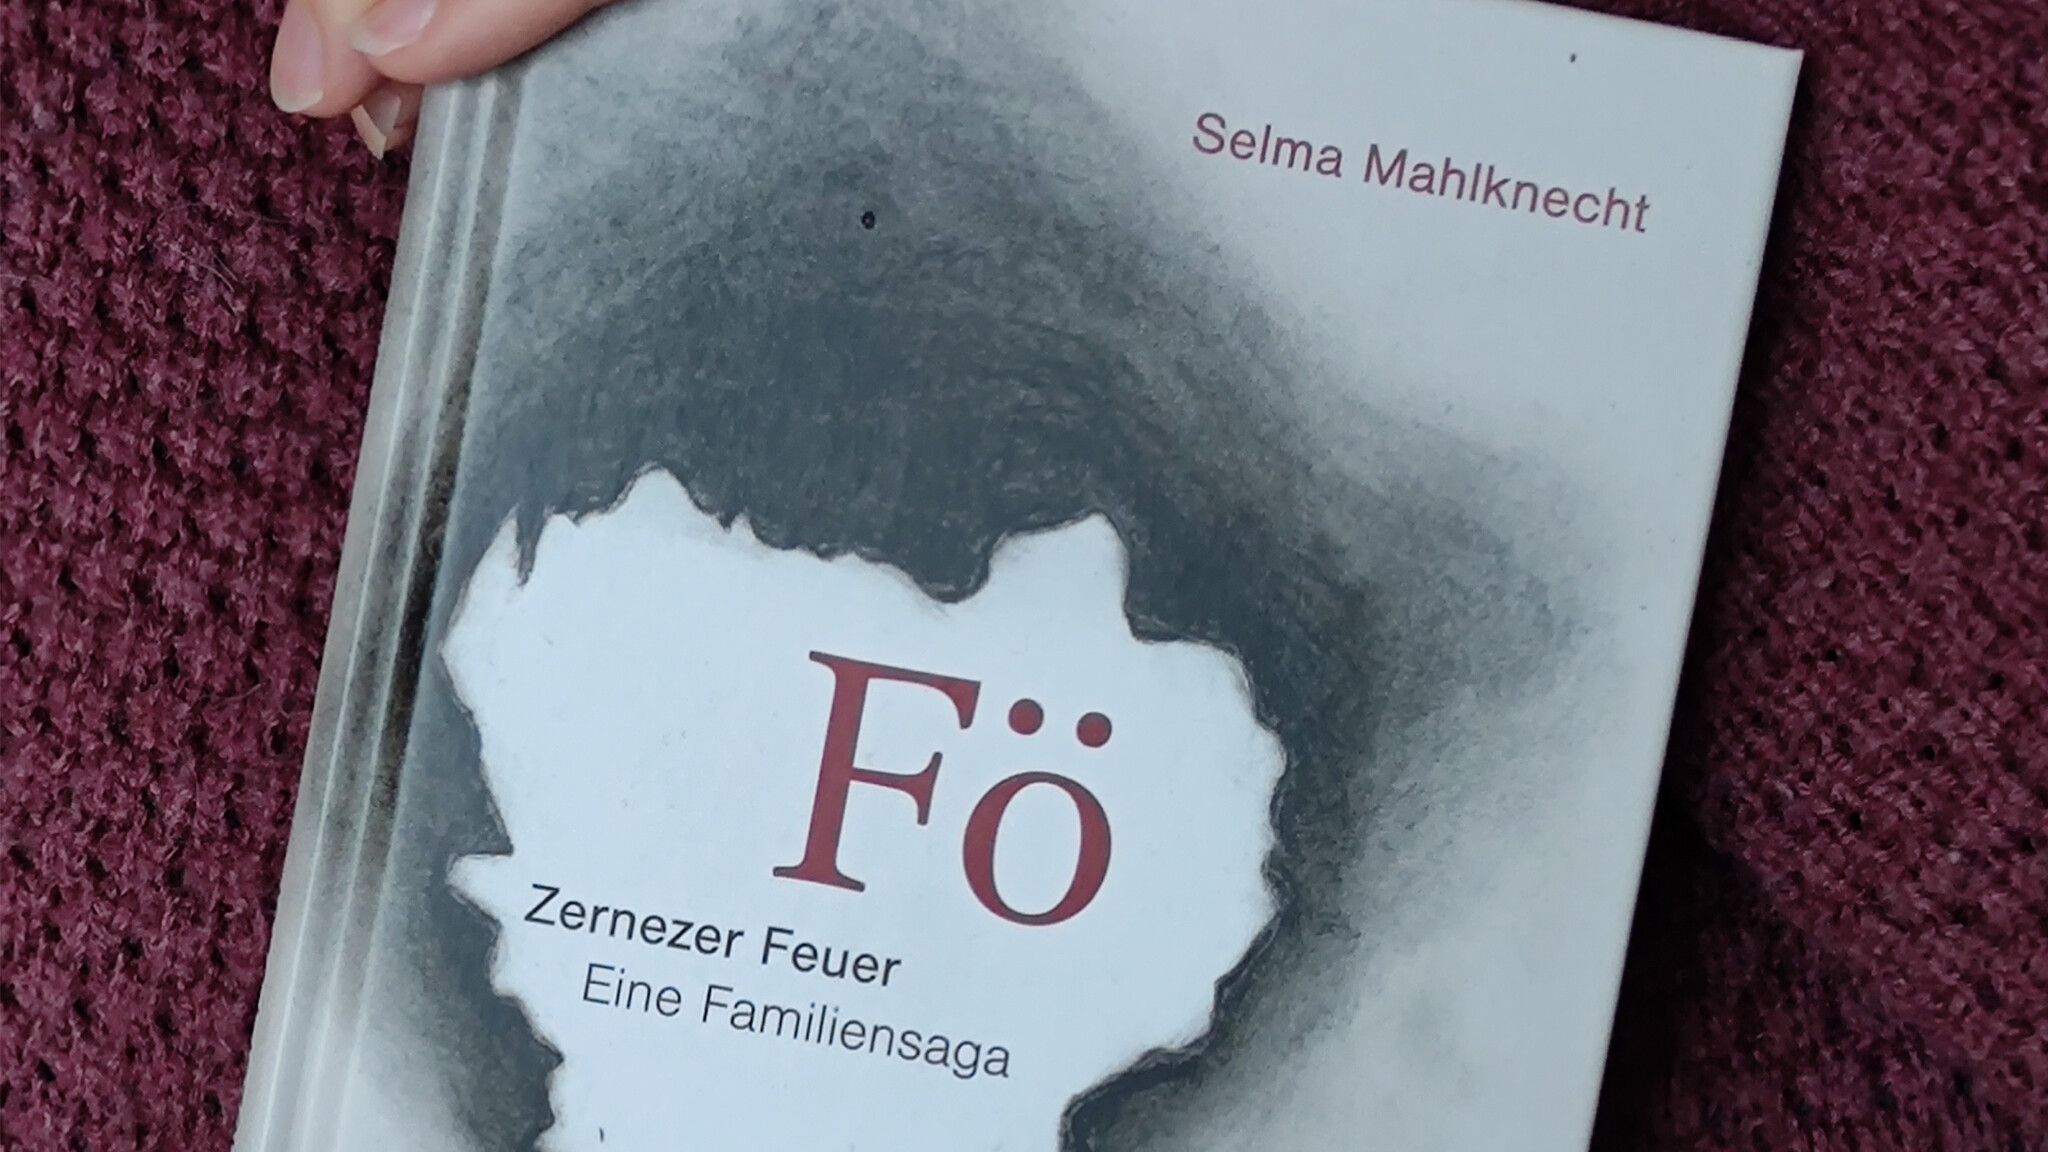 Selma Mahlknecht
Fö
Zernezer Feuer
Eine Familiensaga